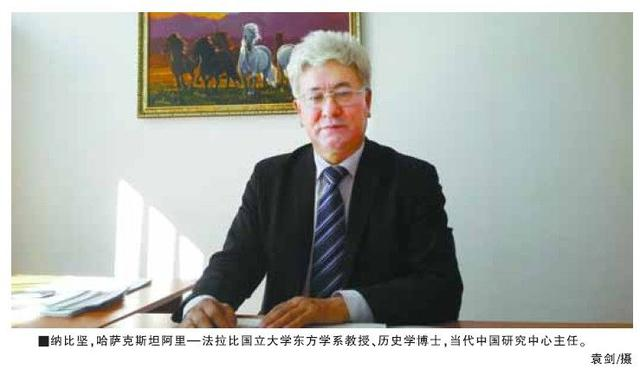 ■纳比坚，哈萨克斯坦阿里—法拉比国立大学东方学系教授、历史学博士，当代中国研究中心主任。
袁剑/摄